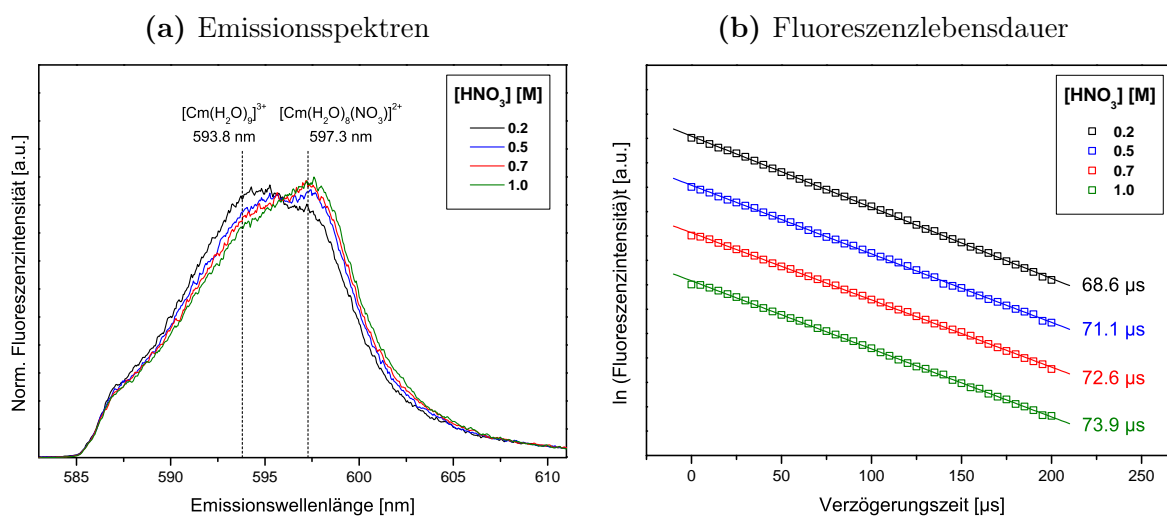 (a) Emissionsspektren
Norm. Fluoreszenzintensität [a.u.]
[Cm(H₂O)₉]³⁺
593.8 nm
[Cm(H₂O)₈(NO₃)]²⁺
597.3 nm
[HNO₃] [M]
0.2
0.5
0.7
1.0
585 590 595 600 605 610
Emissionswellenlänge [nm]
(b) Fluoreszenzlebensdauer
ln (Fluoreszenzintensitä)t [a.u.]
[HNO₃] [M]
0.2
0.5
0.7
1.0
68.6 µs
71.1 µs
72.6 µs
73.9 µs
0 50 100 150 200 250
Verzögerungszeit [µs]